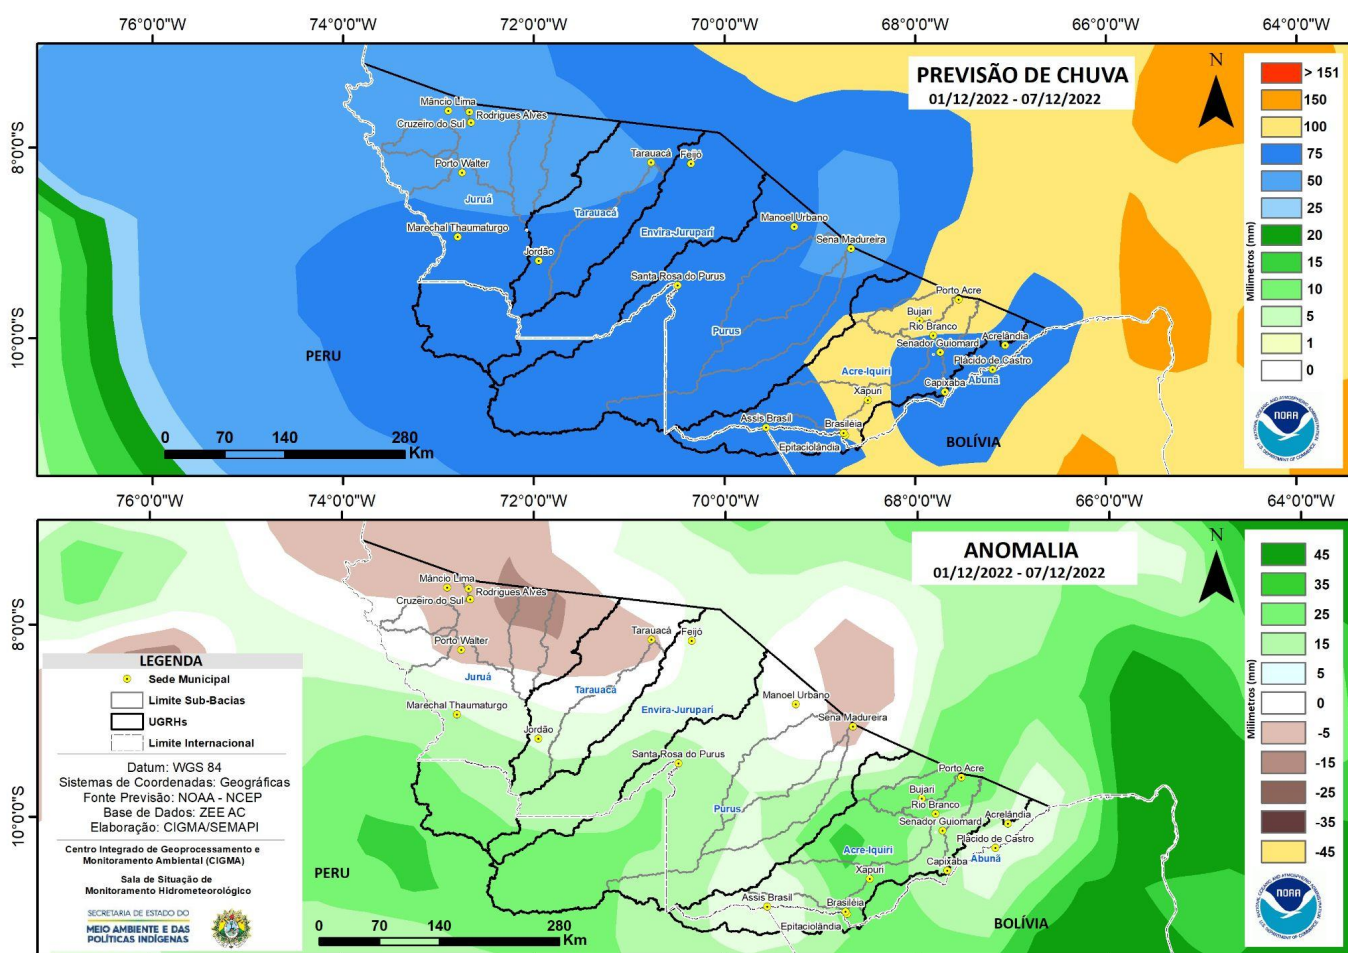 76°0'0"W 74°0'0"W 72°0'0"W 70°0'0"W 68°0'0"W 66°0'0"W 64°0'0"W
8°0'0"S
10°0'0"S
PREVISÃO DE CHUVA
01/12/2022 - 07/12/2022
N
Milímetros (mm)
> 151
150
100
75
50
25
20
15
10
5
1
0
NOAA
Mâncio Lima
Rodrigues Alves
Cruzeiro do Sul
Porto Walter
Juruá
Tarauacá
Feijó
Tarauacá
Marechal Thaumaturgo
Jordão
Envira-Jurupari
Manoel Urbano
Sena Madureira
Santa Rosa do Purus
Purus
Porto Acre
Bujari
Rio Branco
Acrelândia
Senador Guiomard
Plácido de Castro
Acre-Iquiri
Abunã
Capixaba
Xapuri
Assis Brasil
Brasiléia
Epitaciolândia
PERU
BOLÍVIA
0 70 140 280
Km
76°0'0"W 74°0'0"W 72°0'0"W 70°0'0"W 68°0'0"W 66°0'0"W 64°0'0"W
8°0'0"S
10°0'0"S
ANOMALIA
01/12/2022 - 07/12/2022
N
Milímetros (mm)
45
35
25
15
5
0
-5
-15
-25
-35
-45
NOAA
Mâncio Lima
Rodrigues Alves
Cruzeiro do Sul
Porto Walter
Juruá
Tarauacá
Feijó
Tarauacá
Marechal Thaumaturgo
Jordão
Envira-Jurupari
Manoel Urbano
Sena Madureira
Santa Rosa do Purus
Purus
Porto Acre
Bujari
Rio Branco
Acrelândia
Senador Guiomard
Plácido de Castro
Acre-Iquiri
Abunã
Capixaba
Xapuri
Assis Brasil
Brasiléia
Epitaciolândia
PERU
BOLÍVIA
0 70 140 280
Km
LEGENDA
Sede Municipal
Limite Sub-Bacias
UGRHs
Limite Internacional
Datum: WGS 84
Sistemas de Coordenadas: Geográficas
Fonte Previsão: NOAA - NCEP
Base de Dados: ZEE AC
Elaboração: CIGMA/SEMAPI
Centro Integrado de Geoprocessamento e
Monitoramento Ambiental (CIGMA)
Sala de Situação de
Monitoramento Hidrometeorológico
SECRETARIA DE ESTADO DO
MEIO AMBIENTE E DAS
POLÍTICAS INDÍGENAS